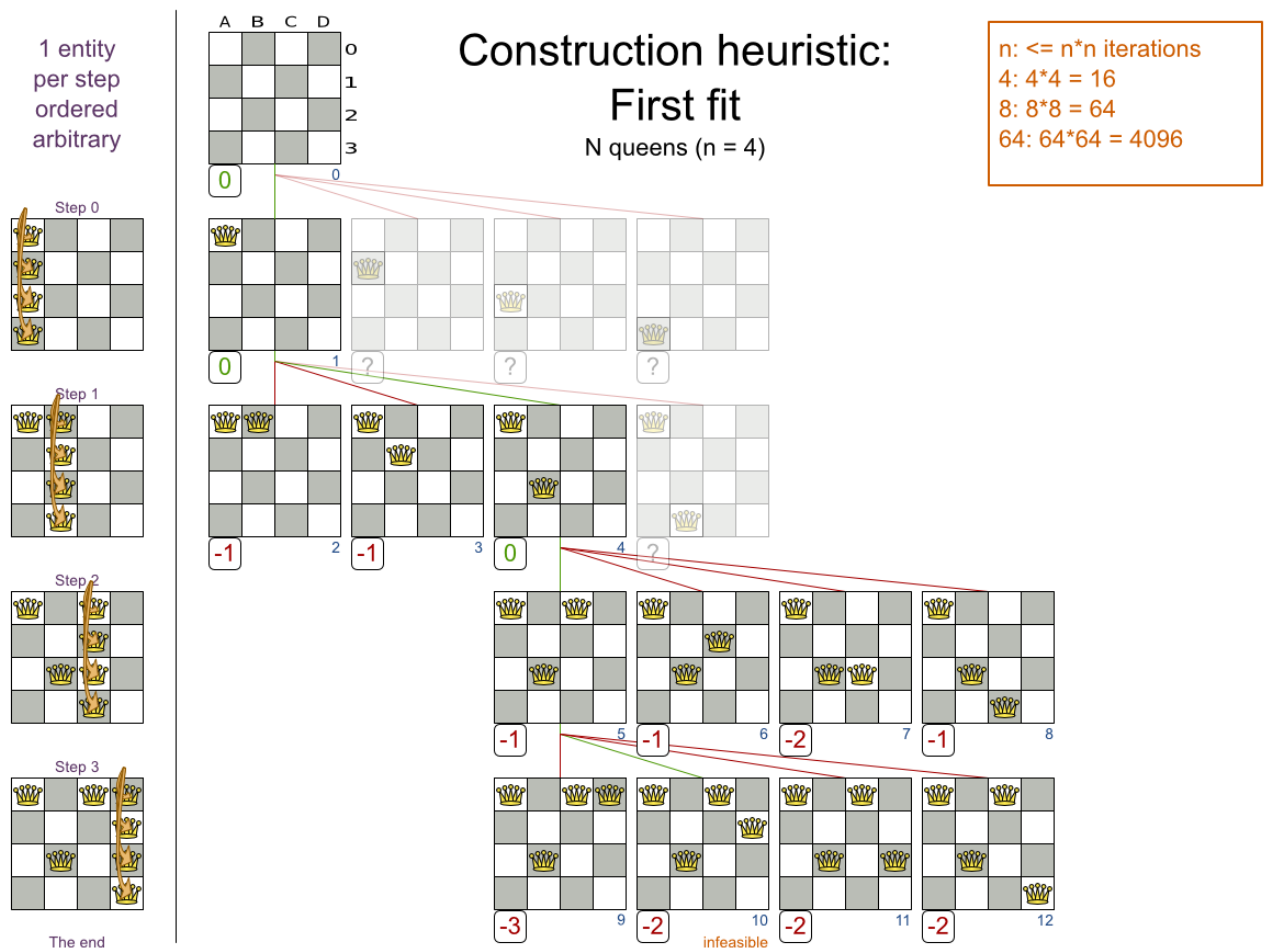 1 entity
per step
ordered
arbitrary
A B C D
0
1
2
3
Construction heuristic:
First fit
N queens (n = 4)
n: <= n*n iterations
4: 4*4 = 16
8: 8*8 = 64
64: 64*64 = 4096
0 0
Step 0
0 1 ? ? ?
Step 1
-1 2 -1 3 0 4 ?
Step 2
-1 5 -1 6 -2 7 -1 8
Step 3
-3 9 -2 10 -2 11 -2 12
The end
infeasible